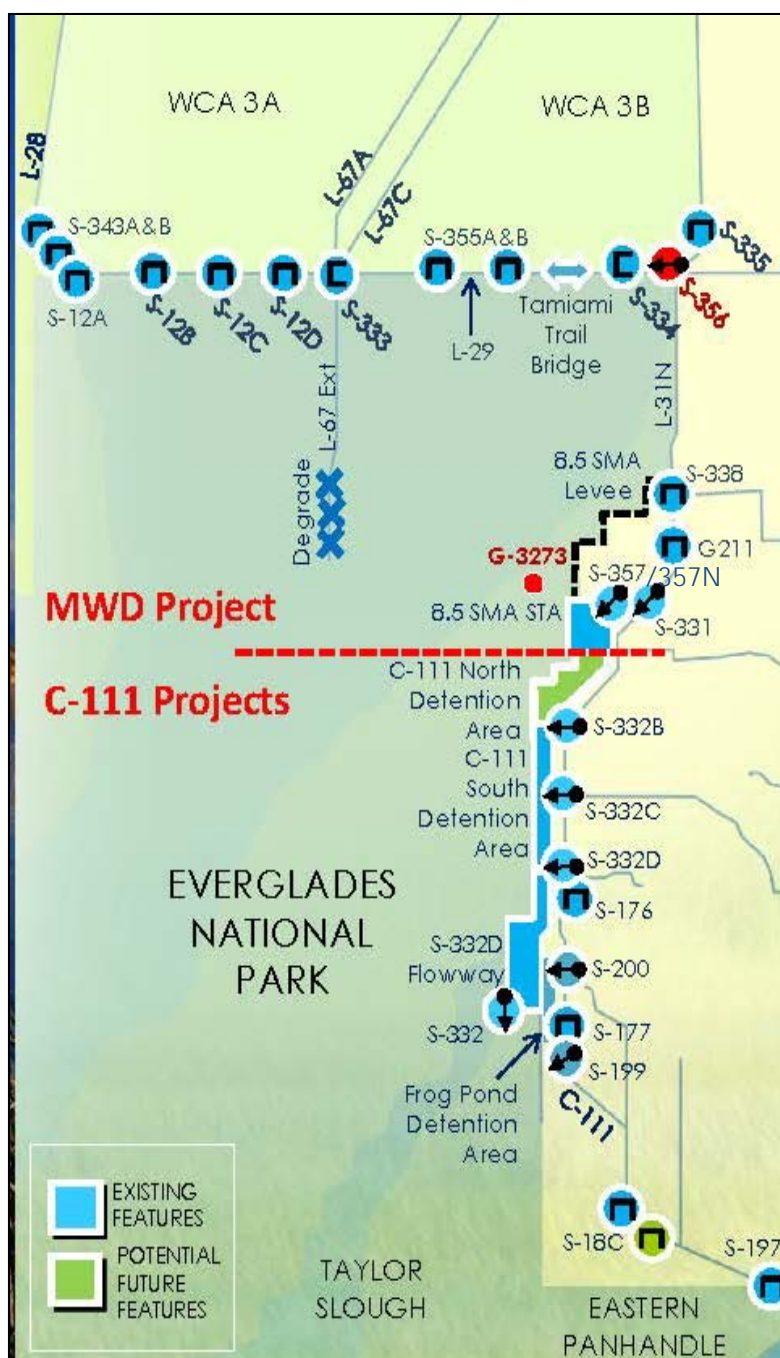 WCA 3A
WCA 3B
L-28
L-67A
L-67C
S-343A&B
S-355A&B
S-335
S-12A
S-12B
S-12C
S-12D
S-333
L-29
Tamiami
Trail
Bridge
S-334
S-356
L-67 Ext
L-31N
Degrade
8.5 SMA
Levee
S-338
G211
G-3273
S-357/357N
8.5 SMA STA
S-331
MWD Project
C-111 Projects
C-111 North
Detention
Area
C-111
South
Detention
Area
S-332B
S-332C
S-332D
S-176
EVERGLADES
NATIONAL
PARK
S-332D
Flowway
S-200
S-332
S-177
S-199
Frog Pond
Detention
Area
C-111
EXISTING
FEATURES
POTENTIAL
FUTURE
FEATURES
S-18C
S-197
TAYLOR
SLOUGH
EASTERN
PANHANDLE